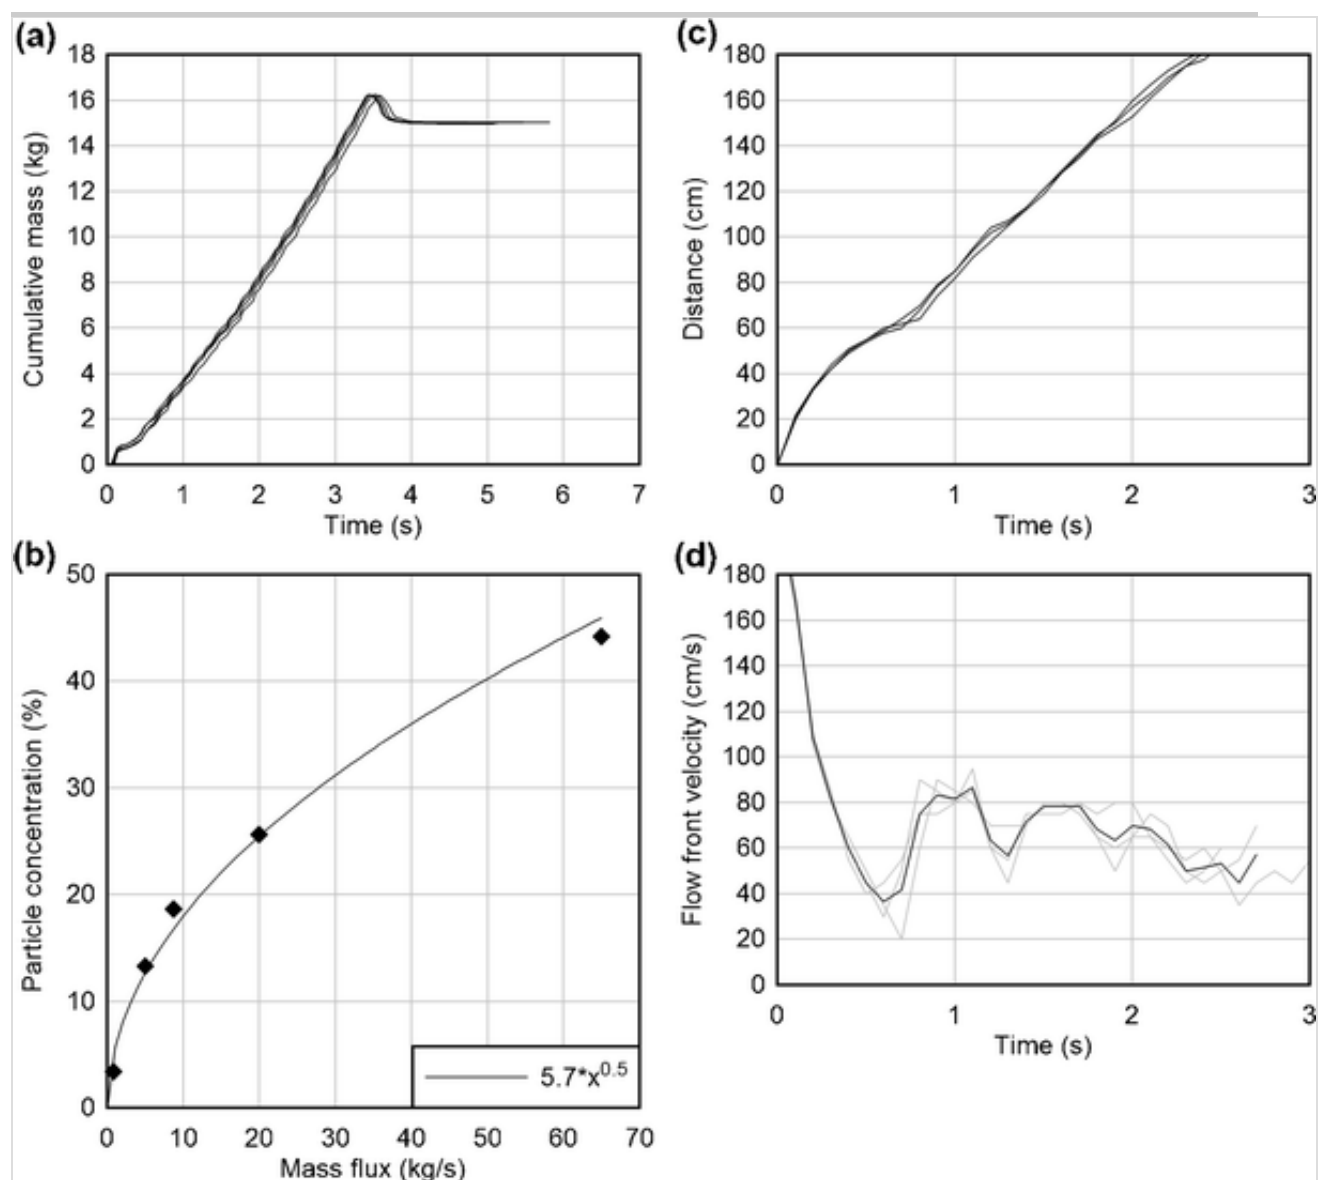 (a)
18
16
14
12
10
8
6
4
2
0
Cumulative mass (kg)
0 1 2 3 4 5 6 7
Time (s)
(c)
180
160
140
120
100
80
60
40
20
0
Distance (cm)
0 1 2 3
Time (s)
(b)
50
40
30
20
10
0
Particle concentration (%)
5.7*x^0.5
0 10 20 30 40 50 60 70
Mass flux (kg/s)
(d)
180
160
140
120
100
80
60
40
20
0
Flow front velocity (cm/s)
0 1 2 3
Time (s)